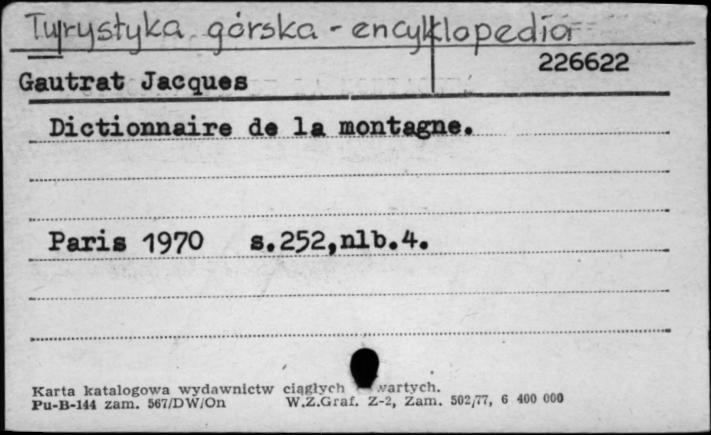 Turystyka górska - encyklopedia
226622
Gautrat Jacques
Dictionnaire de la montagne.
Paris 1970 s.252,nlb.4.
Karta katalogowa wydawnictw ciągłych wartych.
Pu-B-144 zam. 567/DW/On W.Z.Graf. Z-2, Zam. 502/77, 6 400 000